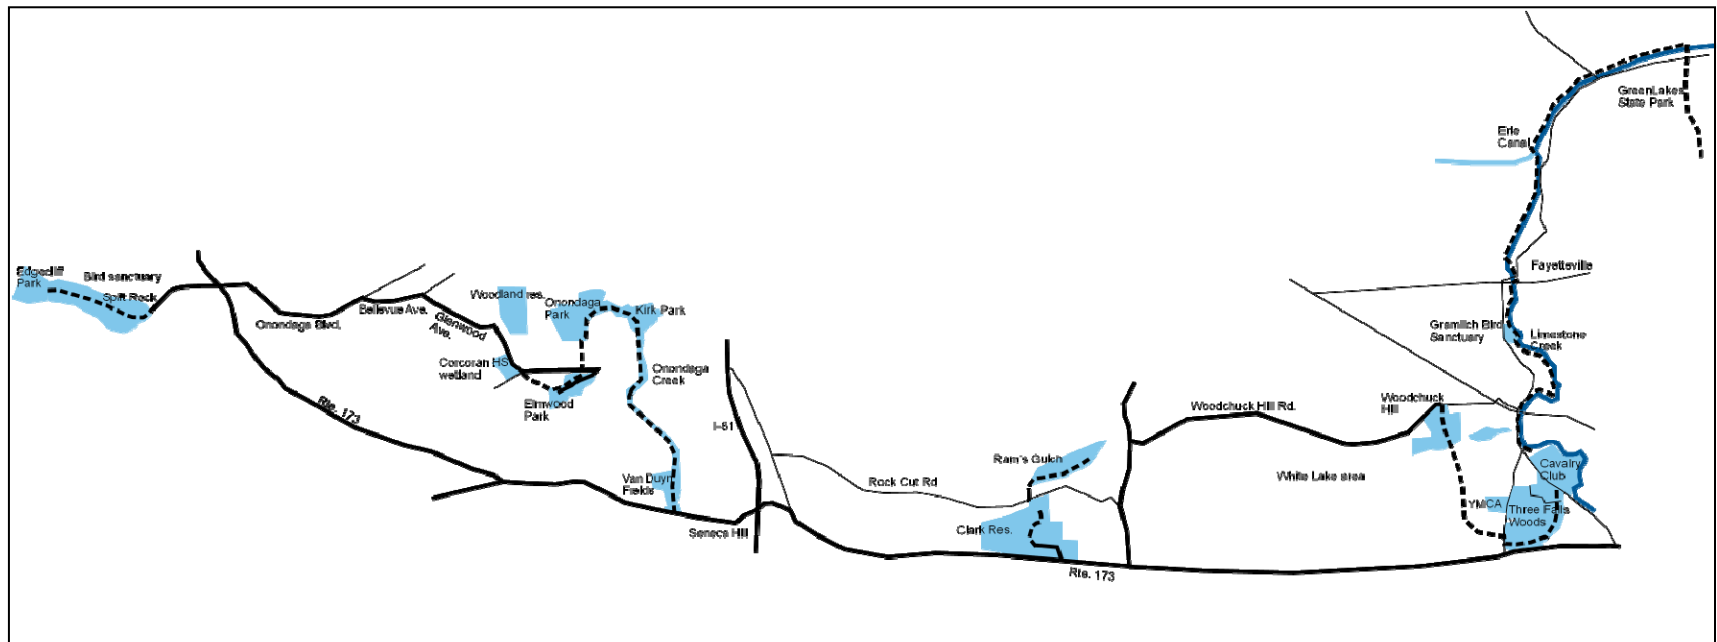 GreenLakes
State Park
Erie
Canal
Fayetteville
Edgecliff
Park
Bird sanctuary
Split Rock
Woodland res.
Onondaga
Park
Kirk Park
Bellevue Ave.
Glenwood
Ave.
Onondaga Blvd.
Gramlich Bird
Sanctuary
Limestone
Creek
Corcoran HS
wetland
Onondaga
Creek
Elmwood
Park
Rte. 173
I-81
Woodchuck
Hill
Woodchuck Hill Rd.
Ram's Gulch
Cavalry
Club
White Lake area
Van Duyn
Fields
Rock Cut Rd
YMCA
Three Falls
Woods
Clark Res.
Seneca Hill
Rte. 173